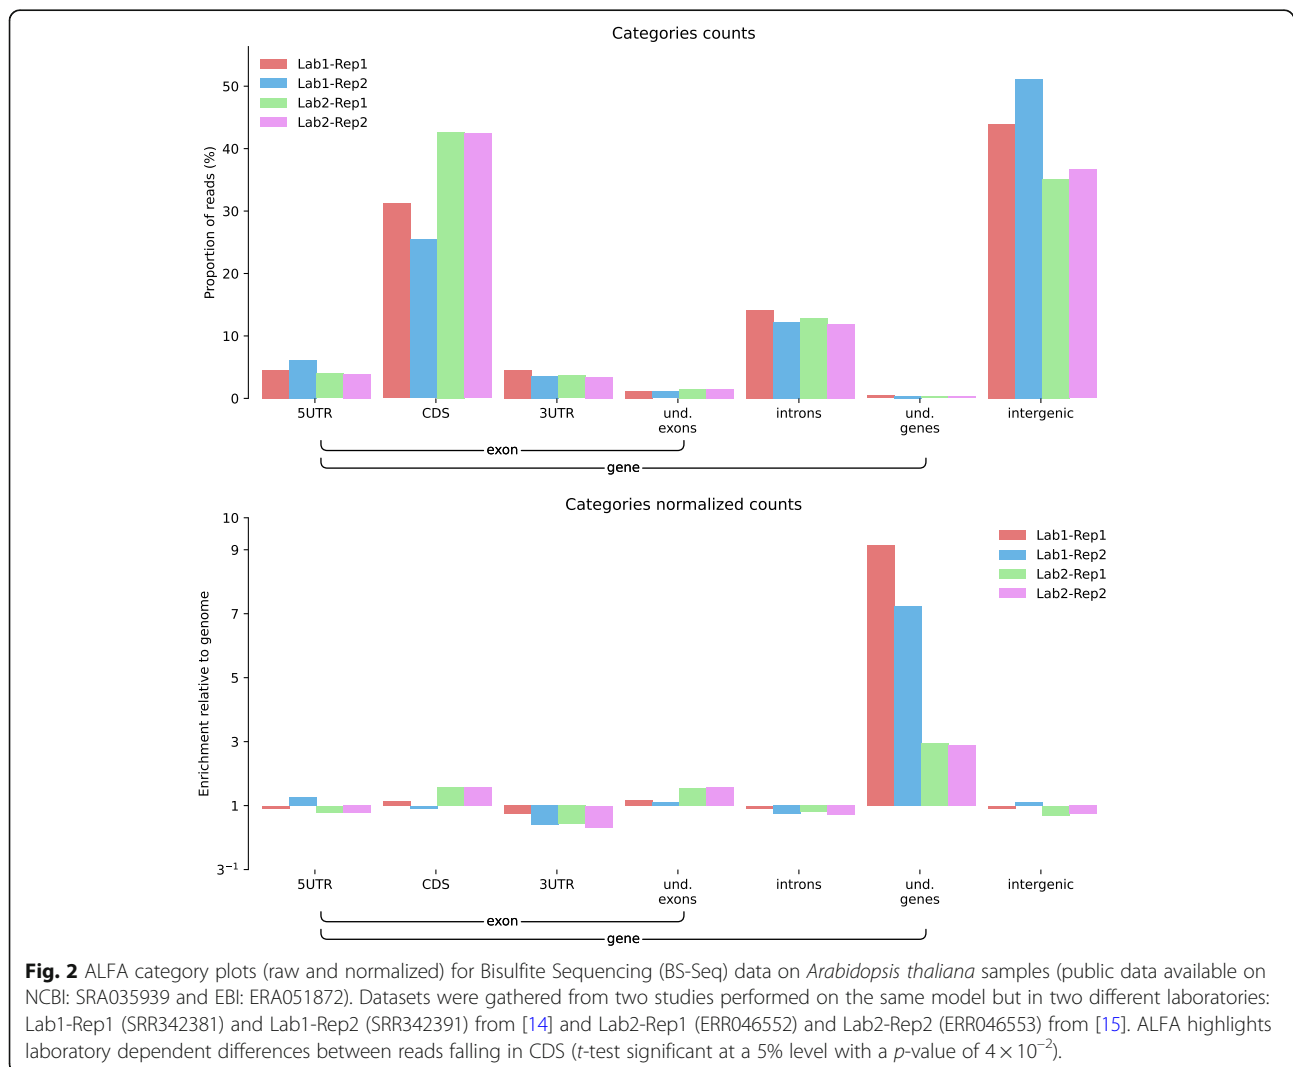 Categories counts
Lab1-Rep1
Lab1-Rep2
Lab2-Rep1
Lab2-Rep2
Proportion of reads (%)
50
40
30
20
10
0
5UTR CDS 3UTR und. exons introns und. genes intergenic
exon
gene
Categories normalized counts
Lab1-Rep1
Lab1-Rep2
Lab2-Rep1
Lab2-Rep2
Enrichment relative to genome
10
9
7
5
3
1
3⁻¹
5UTR CDS 3UTR und. exons introns und. genes intergenic
exon
gene
Fig. 2 ALFA category plots (raw and normalized) for Bisulfite Sequencing (BS-Seq) data on Arabidopsis thaliana samples (public data available on
NCBI: SRA035939 and EBI: ERA051872). Datasets were gathered from two studies performed on the same model but in two different laboratories:
Lab1-Rep1 (SRR342381) and Lab1-Rep2 (SRR342391) from [14] and Lab2-Rep1 (ERR046552) and Lab2-Rep2 (ERR046553) from [15]. ALFA highlights
laboratory dependent differences between reads falling in CDS (t-test significant at a 5% level with a p-value of 4 × 10⁻²).